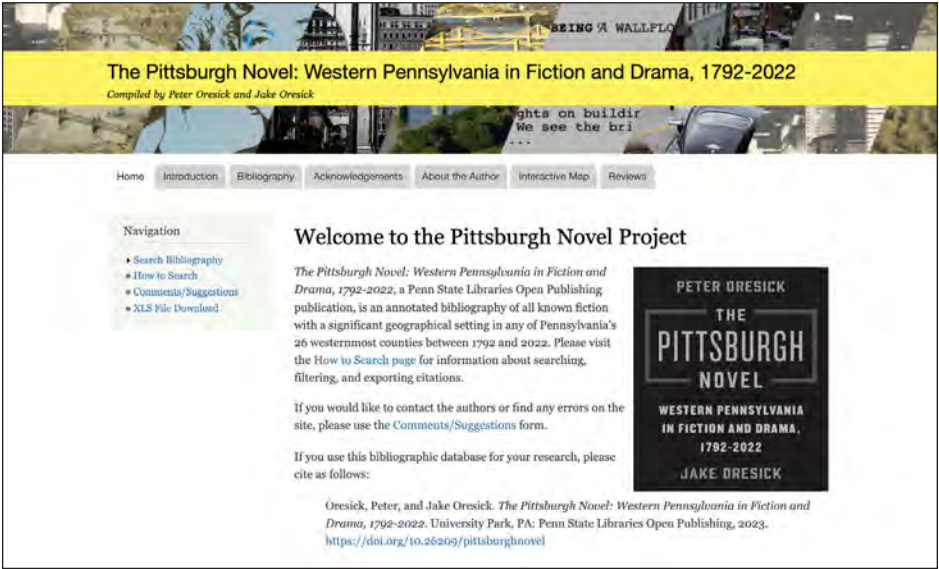 BEING A WALLFLO
The Pittsburgh Novel: Western Pennsylvania in Fiction and Drama, 1792-2022
Compiled by Peter Oresick and Jake Oresick
ghts on buildir
We see the bri
...
Home Introduction Bibliography Acknowledgements About the Author Interactive Map Reviews
Navigation
Search Bibliography
How to Search
Comments/Suggestions
XLS File Download
Welcome to the Pittsburgh Novel Project
The Pittsburgh Novel: Western Pennsylvania in Fiction and
Drama, 1792-2022, a Penn State Libraries Open Publishing
publication, is an annotated bibliography of all known fiction
with a significant geographical setting in any of Pennsylvania's
26 westernmost counties between 1792 and 2022. Please visit
the How to Search page for information about searching,
filtering, and exporting citations.
If you would like to contact the authors or find any errors on the
site, please use the Comments/Suggestions form.
If you use this bibliographic database for your research, please
cite as follows:
Oresick, Peter, and Jake Oresick. The Pittsburgh Novel: Western Pennsylvania in Fiction and
Drama, 1792-2022. University Park, PA: Penn State Libraries Open Publishing, 2023.
https://doi.org/10.26209/pittsburghnovel
PETER ORESICK
THE
PITTSBURGH
NOVEL
WESTERN PENNSYLVANIA
IN FICTION AND DRAMA,
1792-2022
JAKE ORESICK